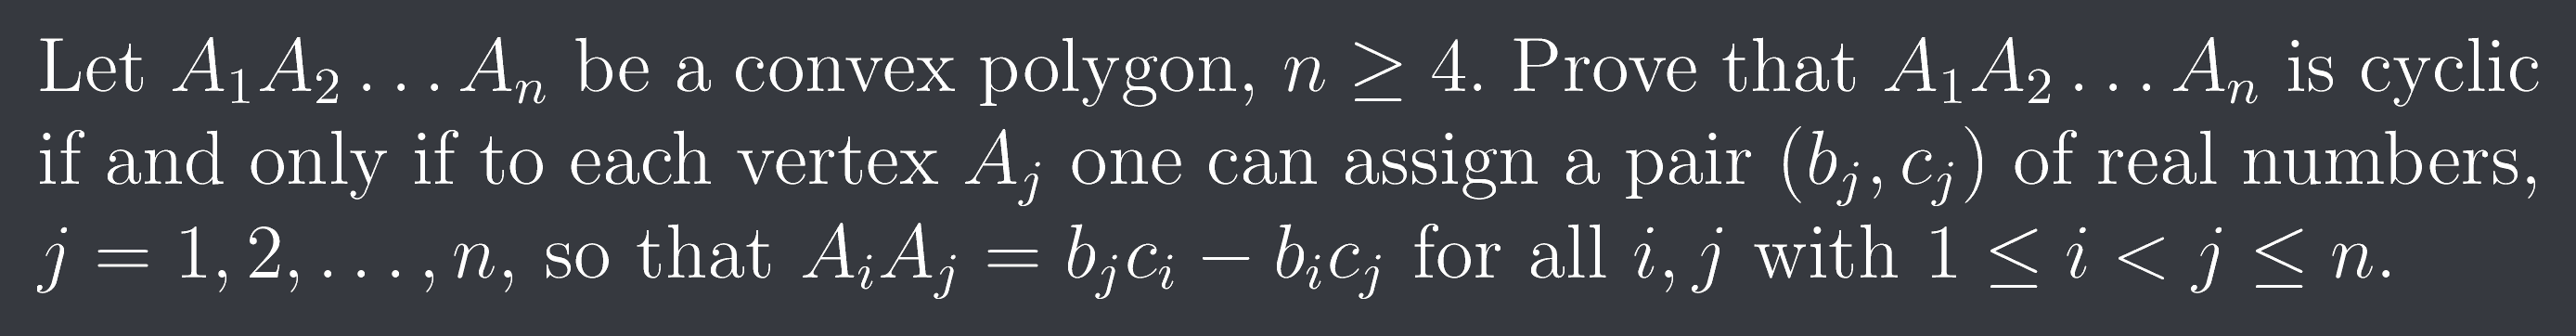 Let $A_1A_2 \ldots A_n$ be a convex polygon, $n \geq 4$. Prove that $A_1A_2 \ldots A_n$ is cyclic
if and only if to each vertex $A_j$ one can assign a pair $(b_j, c_j)$ of real numbers,
$j = 1, 2, \ldots, n$, so that $A_iA_j = b_jc_i - b_ic_j$ for all $i, j$ with $1 \leq i < j \leq n$.